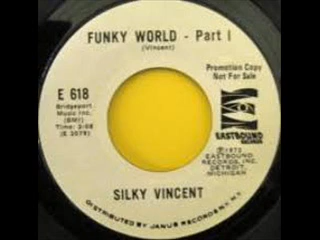 FUNKY WORLD - Part I
(Vincent)
Promotion Copy
Not For Sale
E 618
Bridgeport
Music Inc.
(BMI)
Time: 3:08
(E 3076)
EASTBOUND
℗1973
EASTBOUND
RECORDS, INC.
DETROIT,
MICHIGAN
SILKY VINCENT
DISTRIBUTED BY JANUS RECORDS N.Y. N.Y.